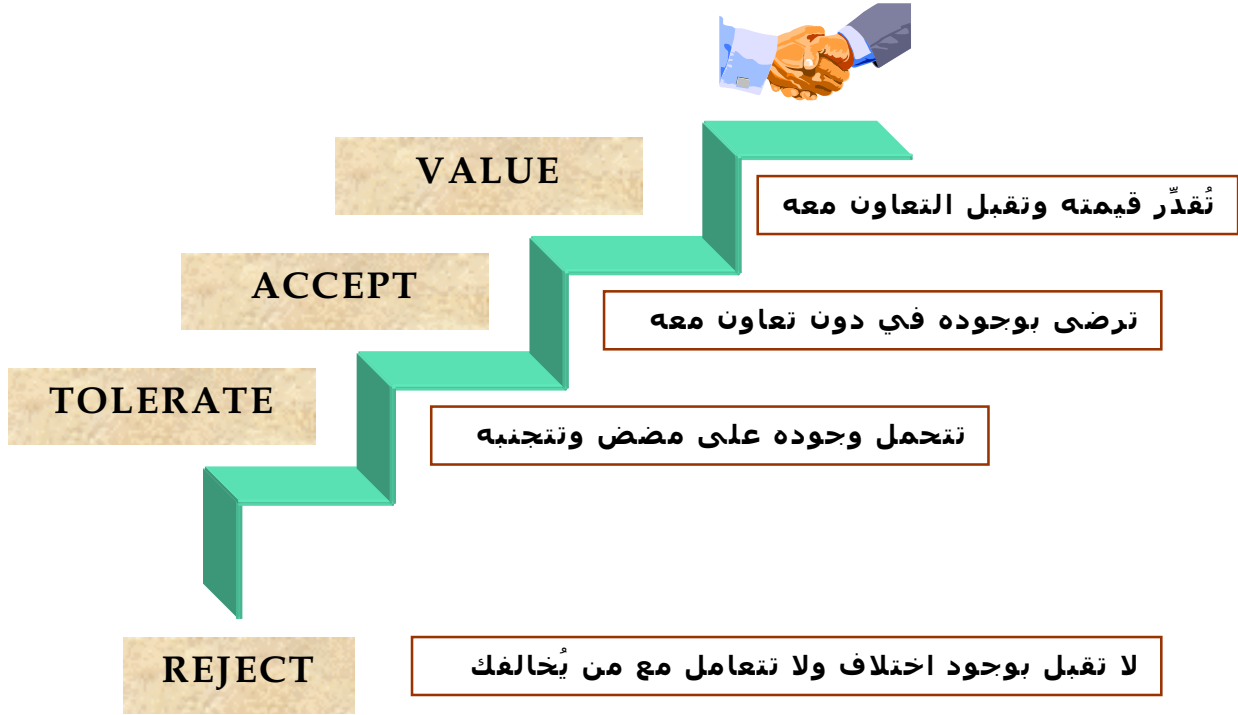 VALUE
تُقدِّر قيمته وتقبل التعاون معه
ACCEPT
ترضى بوجوده في دون تعاون معه
TOLERATE
تتحمل وجوده على مضض وتتجنبه
REJECT
لا تقبل بوجود اختلاف ولا تتعامل مع من يُخالفك